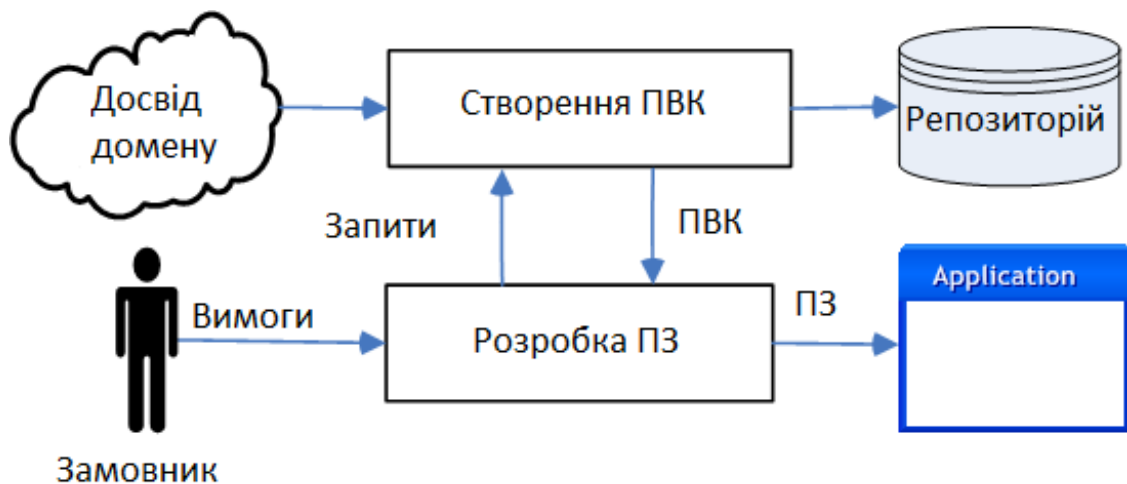 Досвід
домену
Створення ПВК
Репозиторій
Запити
ПВК
Application
Вимоги
Розробка ПЗ
ПЗ
Замовник